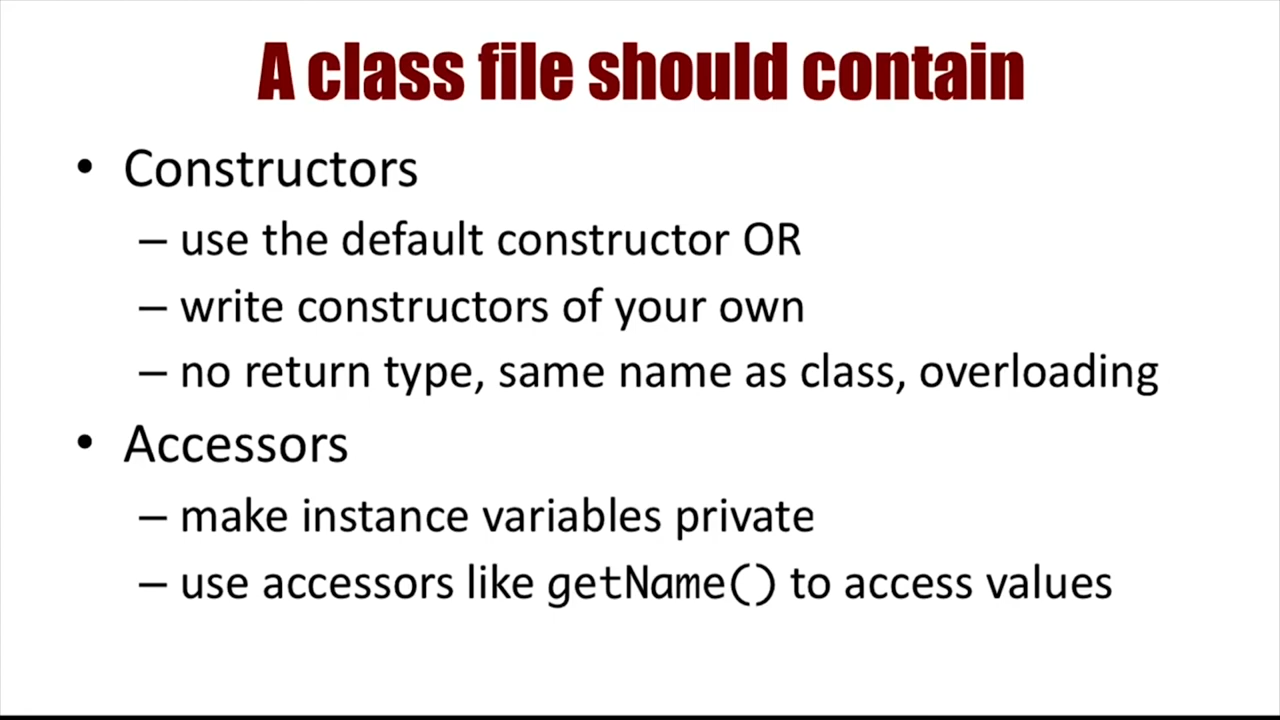 A class file should contain
• Constructors
– use the default constructor OR
– write constructors of your own
– no return type, same name as class, overloading
• Accessors
– make instance variables private
– use accessors like getName() to access values